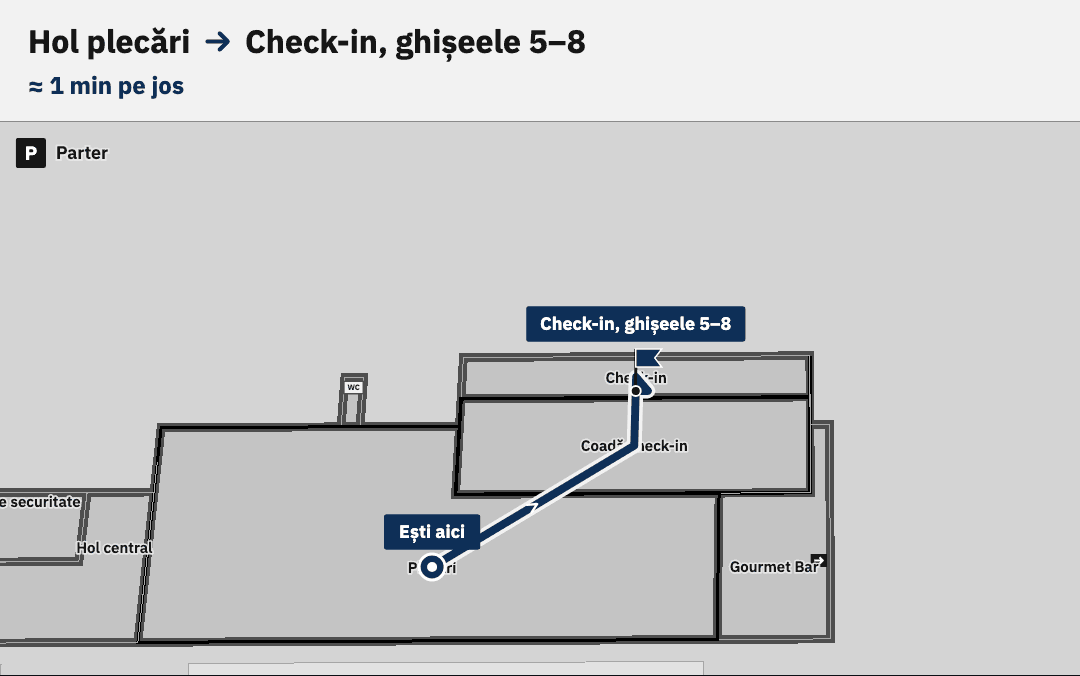 Hol plecări → Check-in, ghișeele 5–8
≈ 1 min pe jos
P Parter
Check-in, ghișeele 5–8
wc
Coadă
Ești aici
e securitate
Hol central
Gourmet Bar